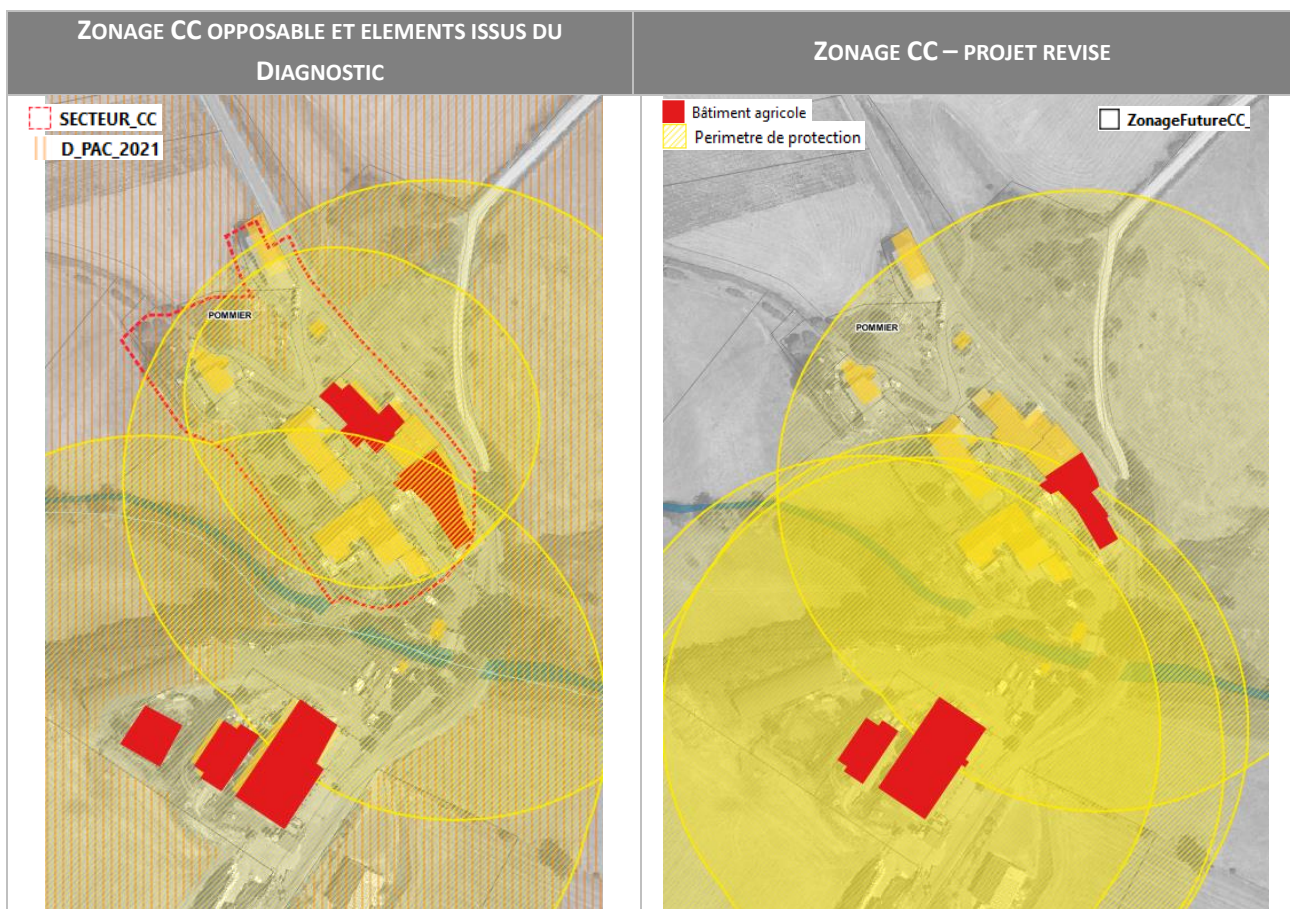 ZONAGE CC OPPOSABLE ET ELEMENTS ISSUS DU
DIAGNOSTIC
ZONAGE CC – PROJET REVISE
SECTEUR_CC
D_PAC_2021
POMMIER
Bâtiment agricole
Perimetre de protection
ZonageFutureCC_
POMMIER